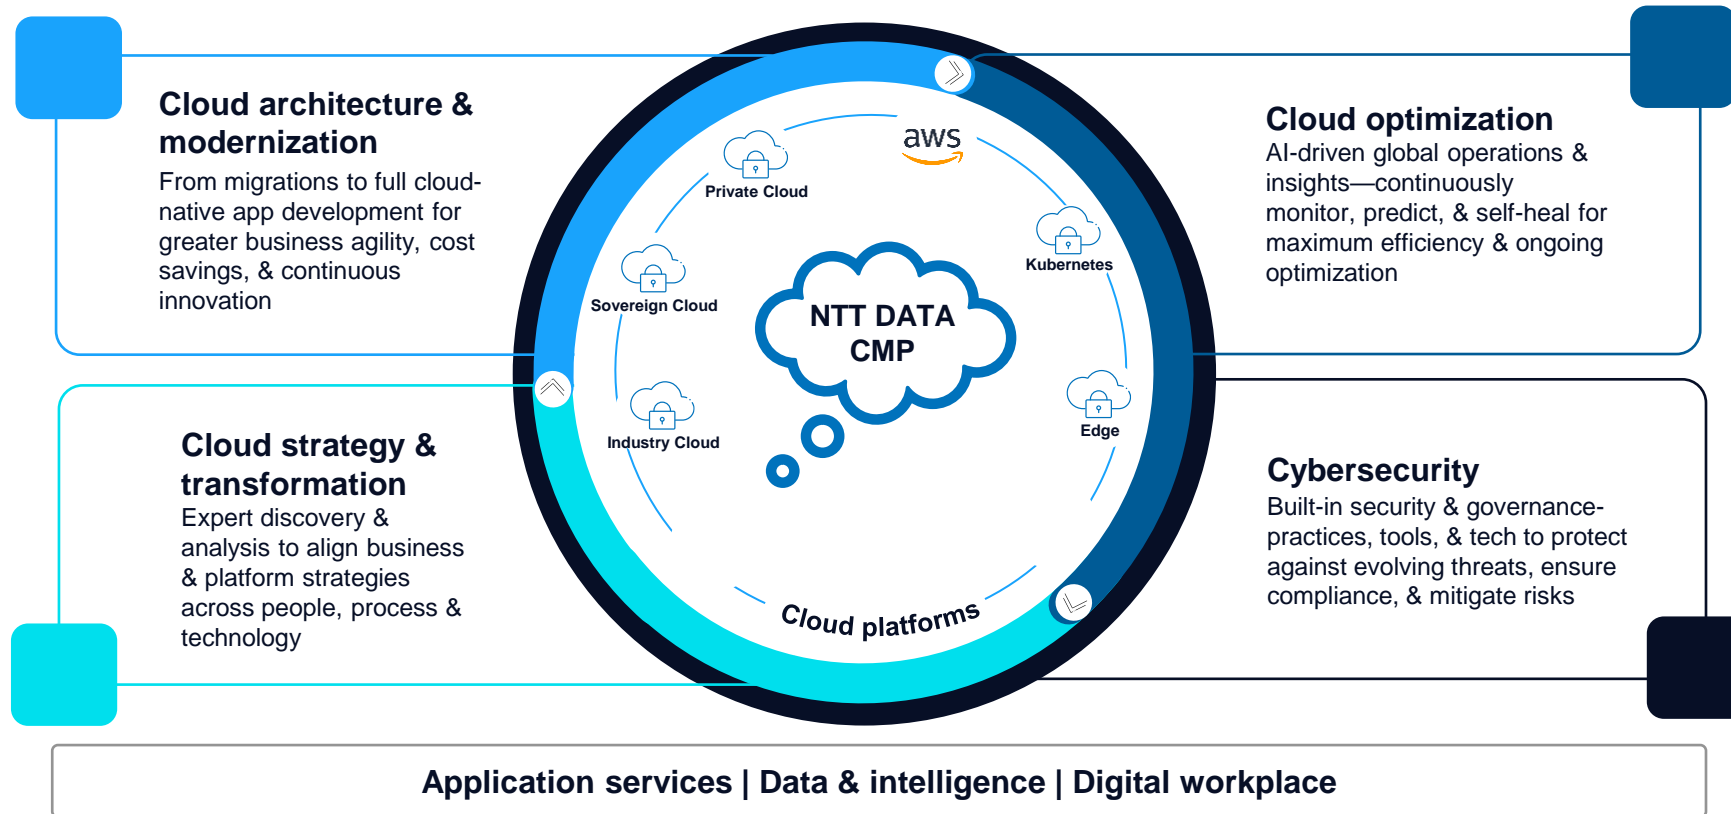 Cloud architecture &
modernization
From migrations to full cloud-
native app development for
greater business agility, cost
savings, & continuous
innovation
Cloud strategy &
transformation
Expert discovery &
analysis to align business
& platform strategies
across people, process &
technology
aws
Private Cloud
Kubernetes
Sovereign Cloud
NTT DATA
CMP
Industry Cloud
Edge
Cloud platforms
Cloud optimization
AI-driven global operations &
insights—continuously
monitor, predict, & self-heal for
maximum efficiency & ongoing
optimization
Cybersecurity
Built-in security & governance-
practices, tools, & tech to protect
against evolving threats, ensure
compliance, & mitigate risks
Application services | Data & intelligence | Digital workplace